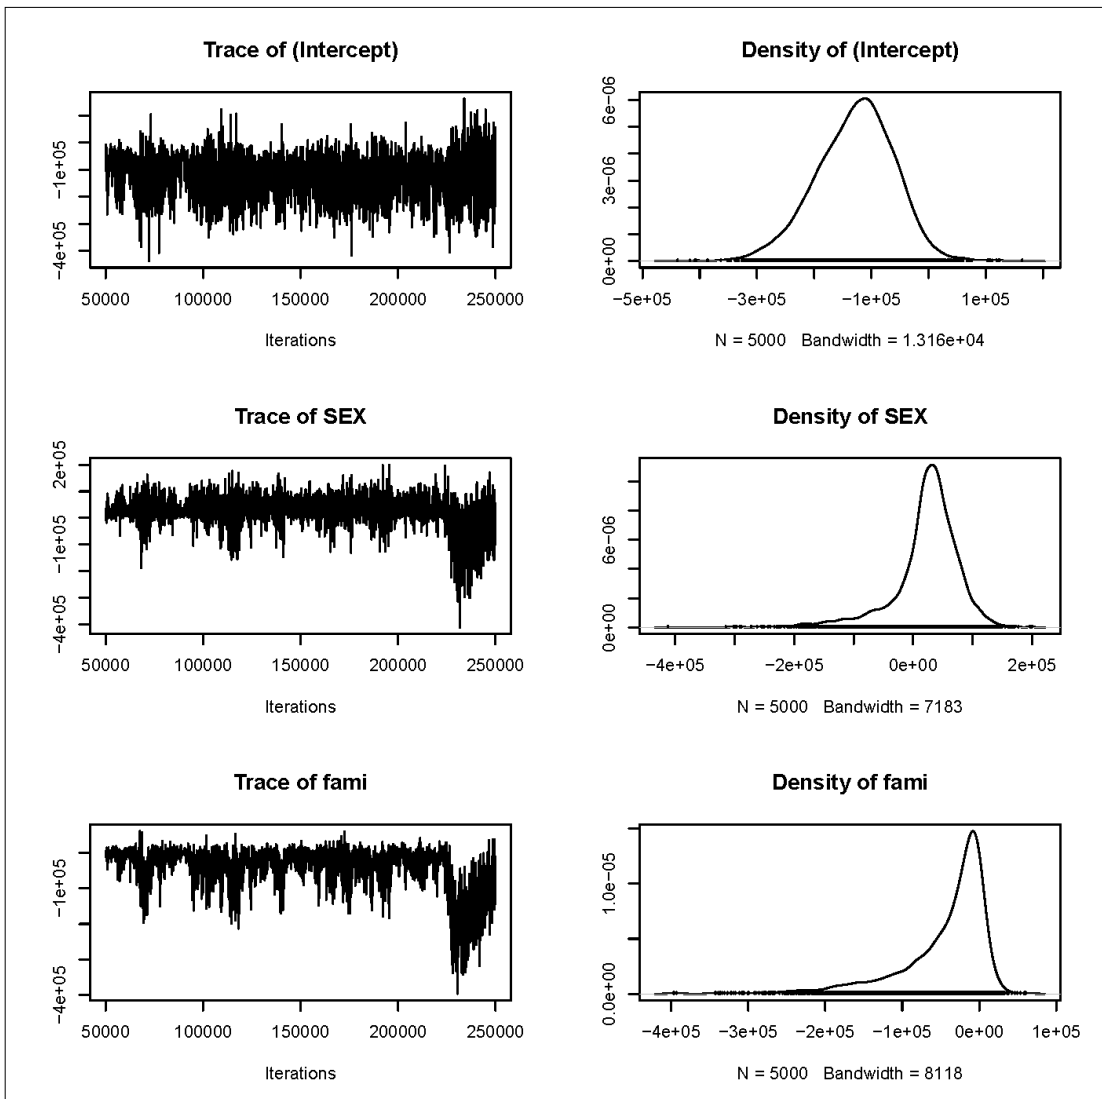 Trace of (Intercept)
−4e+05 −1e+05
50000 100000 150000 200000 250000
Iterations
Density of (Intercept)
0e+00 3e−06 6e−06
−5e+05 −3e+05 −1e+05 1e+05
N = 5000 Bandwidth = 1.316e+04
Trace of SEX
−4e+05 −1e+05 2e+05
50000 100000 150000 200000 250000
Iterations
Density of SEX
0e+00 6e−06
−4e+05 −2e+05 0e+00 2e+05
N = 5000 Bandwidth = 7183
Trace of fami
−4e+05 −1e+05
50000 100000 150000 200000 250000
Iterations
Density of fami
0.0e+00 1.0e−05
−4e+05 −3e+05 −2e+05 −1e+05 0e+00 1e+05
N = 5000 Bandwidth = 8118